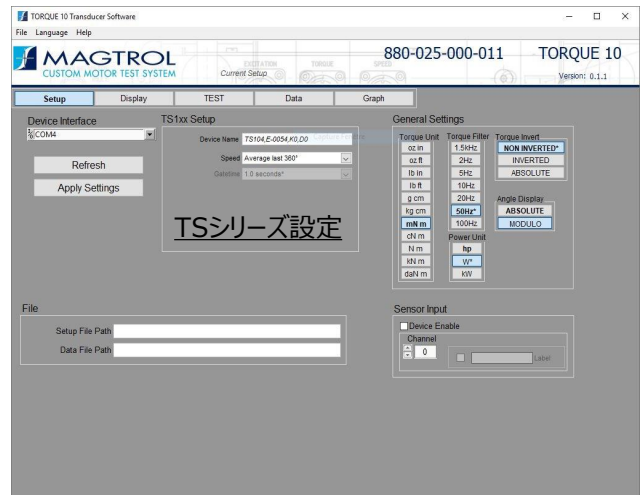 TORQUE 10 Transducer Software
File Language Help
MAGTROL
CUSTOM MOTOR TEST SYSTEM
Current Setup
EXCITATION TORQUE SPEED
880-025-000-011
TORQUE 10
Version: 0.1.1
Setup Display TEST Data Graph
Device Interface
COM4
Refresh
Apply Settings
TS1xx Setup
Device Name TS104,E-0054,K0,D0
Speed Average last 360°
Gatetime 1.0 seconds*
TSシリーズ設定
General Settings
Torque Unit
oz in
oz ft
lb in
lb ft
g cm
kg cm
mN m
cN m
N m
kN m
daN m
Torque Filter
1.5kHz
2Hz
5Hz
10Hz
20Hz
50Hz*
100Hz
Power Unit
hp
W*
kW
Torque Invert
NON INVERTED*
INVERTED
ABSOLUTE
Angle Display
ABSOLUTE
MODULO
File
Setup File Path
Data File Path
Sensor Input
Device Enable
Channel
0
Label